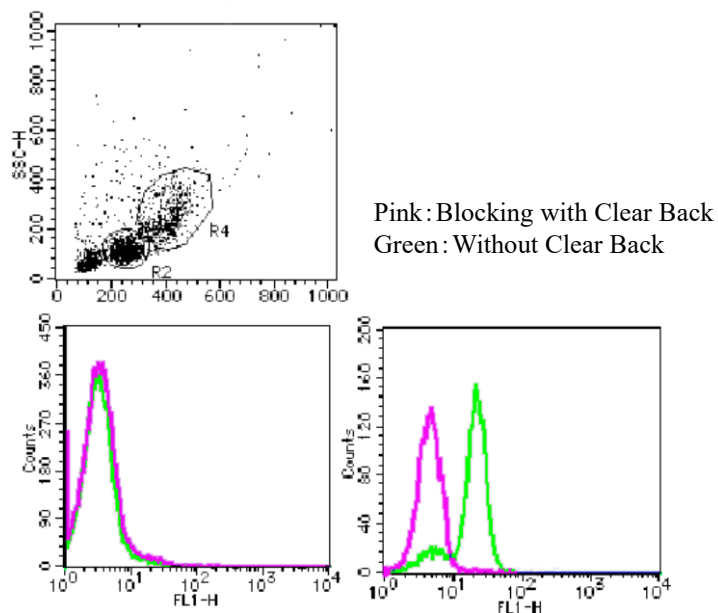 1000
800
SSC-H
600
400
Pink : Blocking with Clear Back
200
R4
Green : Without Clear Back
R2
0
0 200 400 600 800 1000
450
360
270
Counts
180
90
0
10^0 10^1 10^2 10^3 10^4
FL1-H
200
160
120
Counts
80
40
0
10^0 10^1 10^2 10^3 10^4
FL1-H